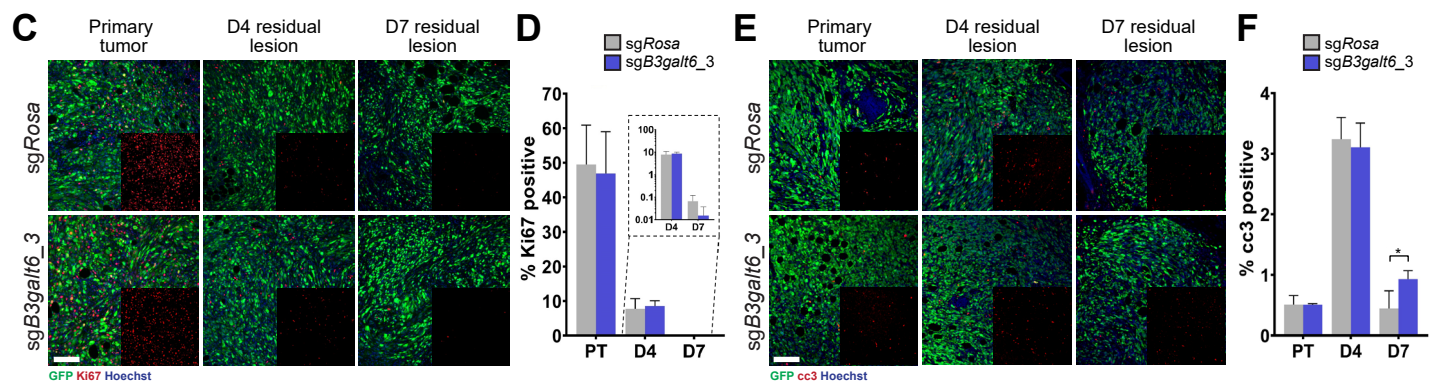 C
Primary tumor
D4 residual lesion
D7 residual lesion
sgRosa
sgB3galt6_3
GFP Ki67 Hoechst
D
sgRosa
sgB3galt6_3
% Ki67 positive
70
60
50
40
30
20
10
0
100
10
1
0.1
0.01
D4 D7
PT D4 D7
E
Primary tumor
D4 residual lesion
D7 residual lesion
sgRosa
sgB3galt6_3
GFP cc3 Hoechst
F
sgRosa
sgB3galt6_3
% cc3 positive
4
3
2
1
0
*
PT D4 D7